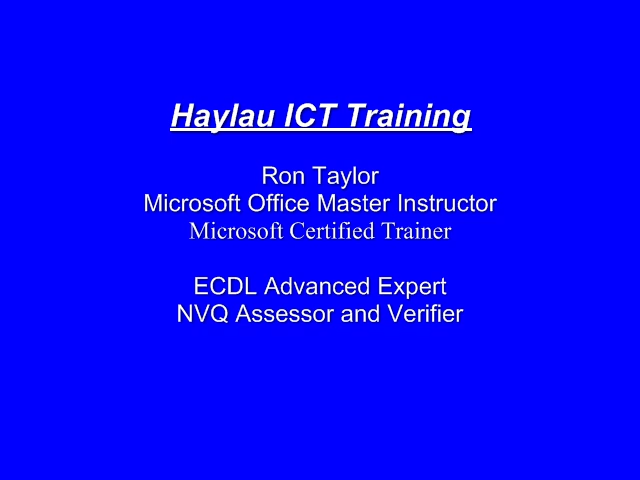 Haylau ICT Training
Ron Taylor
Microsoft Office Master Instructor
Microsoft Certified Trainer
ECDL Advanced Expert
NVQ Assessor and Verifier